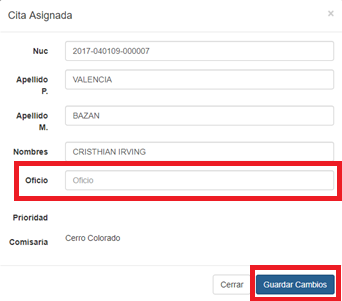 Cita Asignada ×
Nuc 2017-040109-000007
Apellido P. VALENCIA
Apellido M. BAZAN
Nombres CRISTHIAN IRVING
Oficio Oficio
Prioridad
Comisaria Cerro Colorado
Cerrar Guardar Cambios